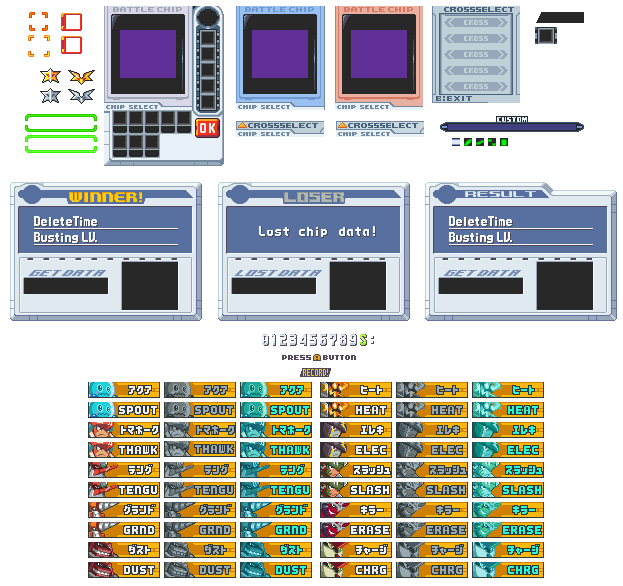 BATTLE CHIP
BATTLE CHIP
BATTLE CHIP
CROSSSELECT
CROSS
CROSS
CROSS
CROSS
CROSS
B:EXIT
CHIP SELECT
CHIP SELECT
CHIP SELECT
OK
CROSSSELECT
CHIP SELECT
CROSSSELECT
CHIP SELECT
CUSTOM
WINNER!
DeleteTime
Busting LV.
GET DATA
LOSER
Lost chip data!
LOST DATA
RESULT
DeleteTime
Busting LV.
GET DATA
0123456789S:
PRESS BUTTON
RECORD!
アクア アクア アクア ヒート ヒート ヒート
SPOUT SPOUT SPOUT HEAT HEAT HEAT
トマホーク トマホーク トマホーク エレキ エレキ エレキ
THAWK THAWK THAWK ELEC ELEC ELEC
テング テング テング スラッシュ スラッシュ スラッシュ
TENGU TENGU TENGU SLASH SLASH SLASH
グランド グランド グランド キラー キラー キラー
GRND GRND GRND ERASE ERASE ERASE
ダスト ダスト ダスト チャージ チャージ チャージ
DUST DUST DUST CHRG CHRG CHRG